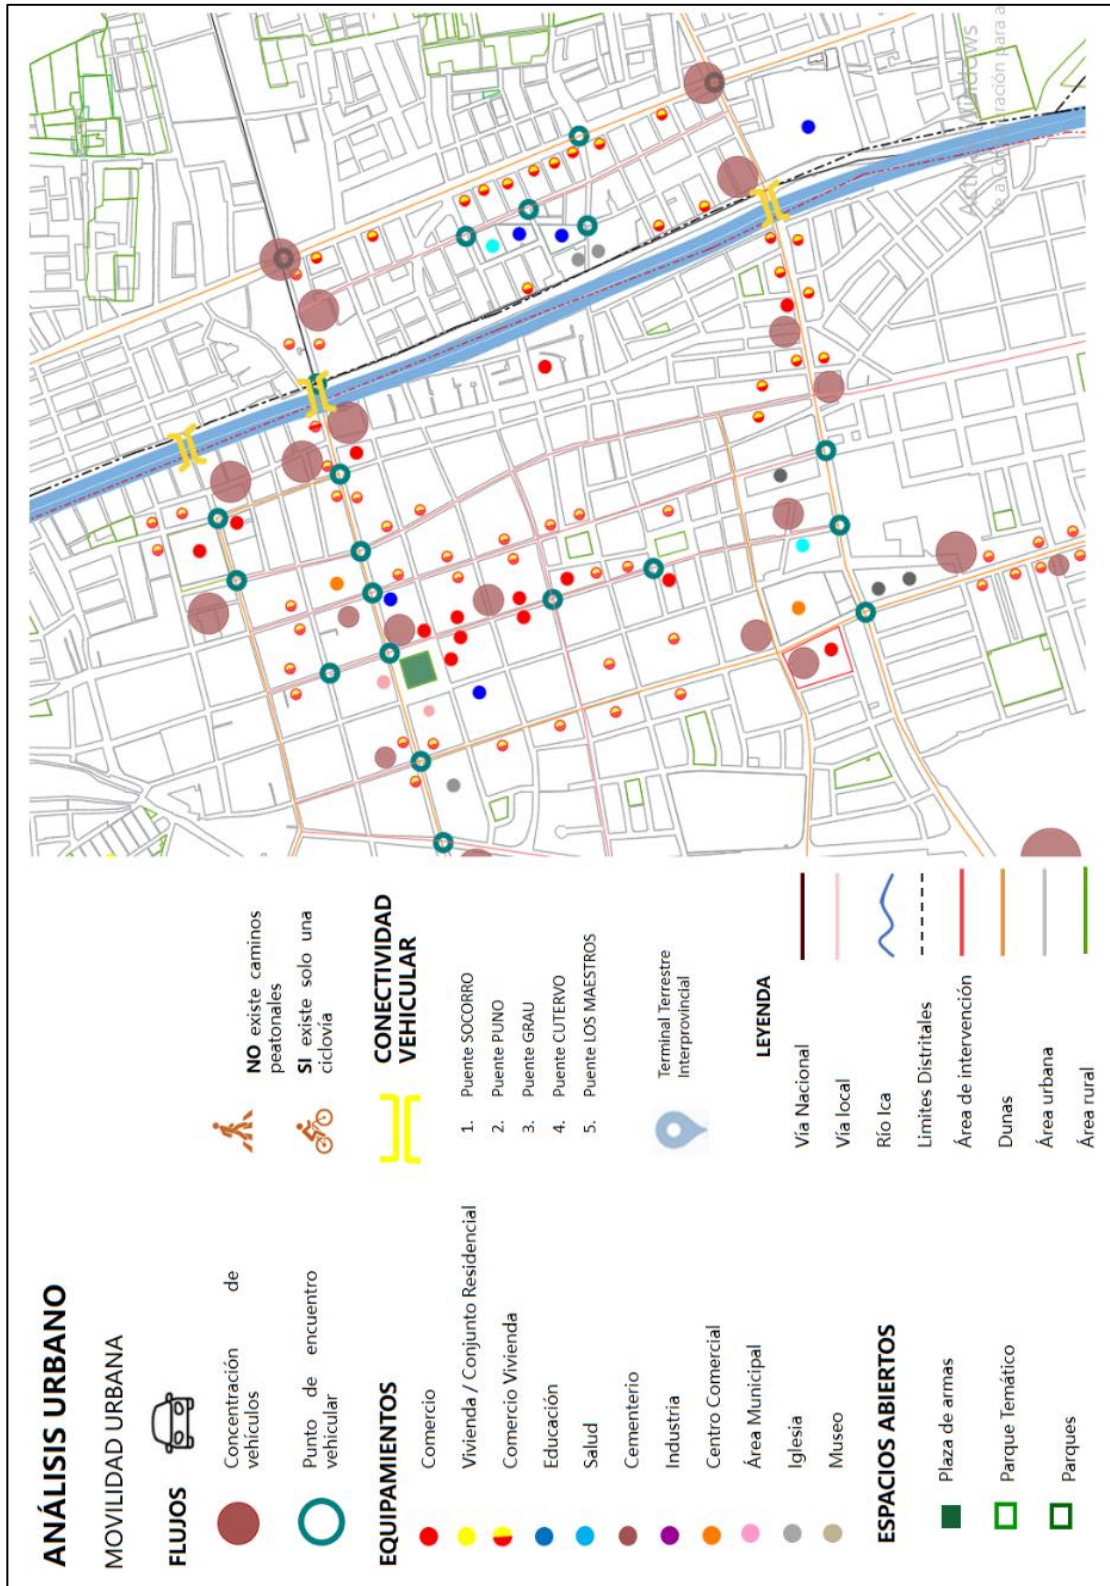 ANÁLISIS URBANO
MOVILIDAD URBANA
FLUJOS
Concentración de
vehículos
Punto de encuentro
vehicular
EQUIPAMIENTOS
Comercio
Vivienda / Conjunto Residencial
Comercio Vivienda
Educación
Salud
Cementerio
Industria
Centro Comercial
Área Municipal
Iglesia
Museo
ESPACIOS ABIERTOS
Plaza de armas
Parque Temático
Parques
NO existe caminos
peatonales
SI existe solo una
ciclovía
CONECTIVIDAD
VEHICULAR
1. Puente SOCORRO
2. Puente PUNO
3. Puente GRAU
4. Puente CUTERVO
5. Puente LOS MAESTROS
Terminal Terrestre
Interprovincial
LEYENDA
Vía Nacional
Vía local
Río Ica
Limites Distritales
Área de intervención
Dunas
Área urbana
Área rural
Windows
ración para a